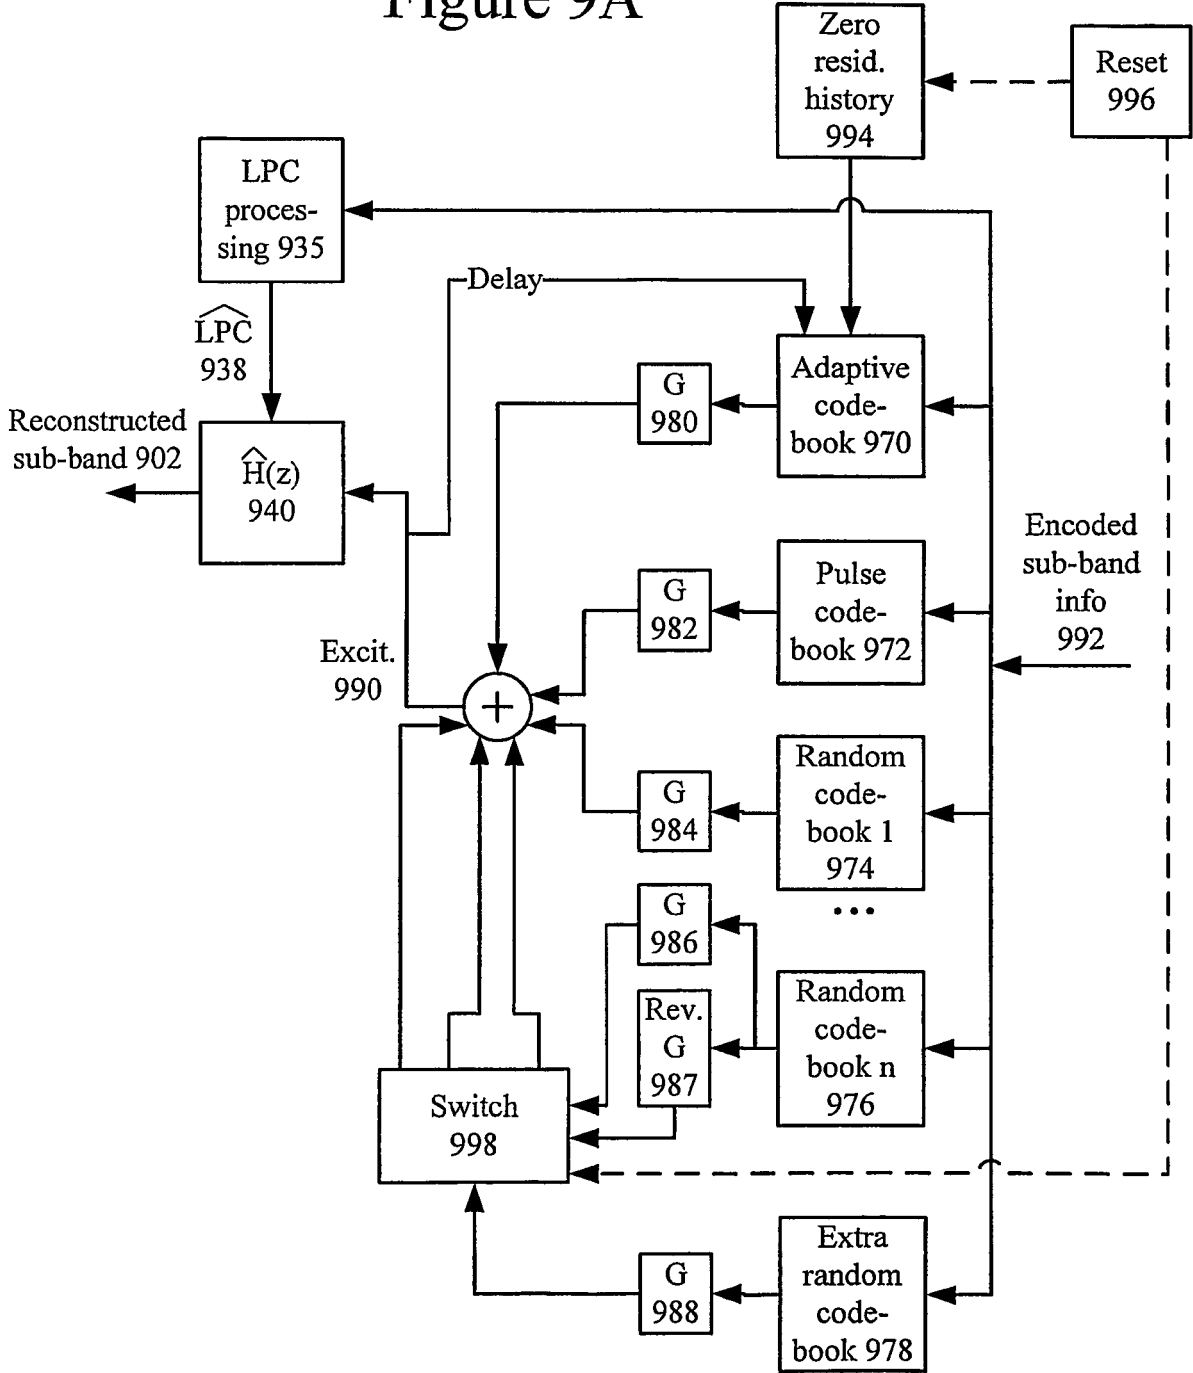 Figure 9A
Zero
resid.
history
994
Reset
996
LPC
proces-
sing 935
Delay
LPC
938
Adaptive
code-
book 970
G
980
Reconstructed
sub-band 902
Ĥ(z)
940
Encoded
sub-band
info
992
Pulse
code-
book 972
G
982
Excit.
990
+
Random
code-
book 1
974
G
984
...
G
986
Rev.
G
987
Random
code-
book n
976
Switch
998
Extra
random
code-
book 978
G
988